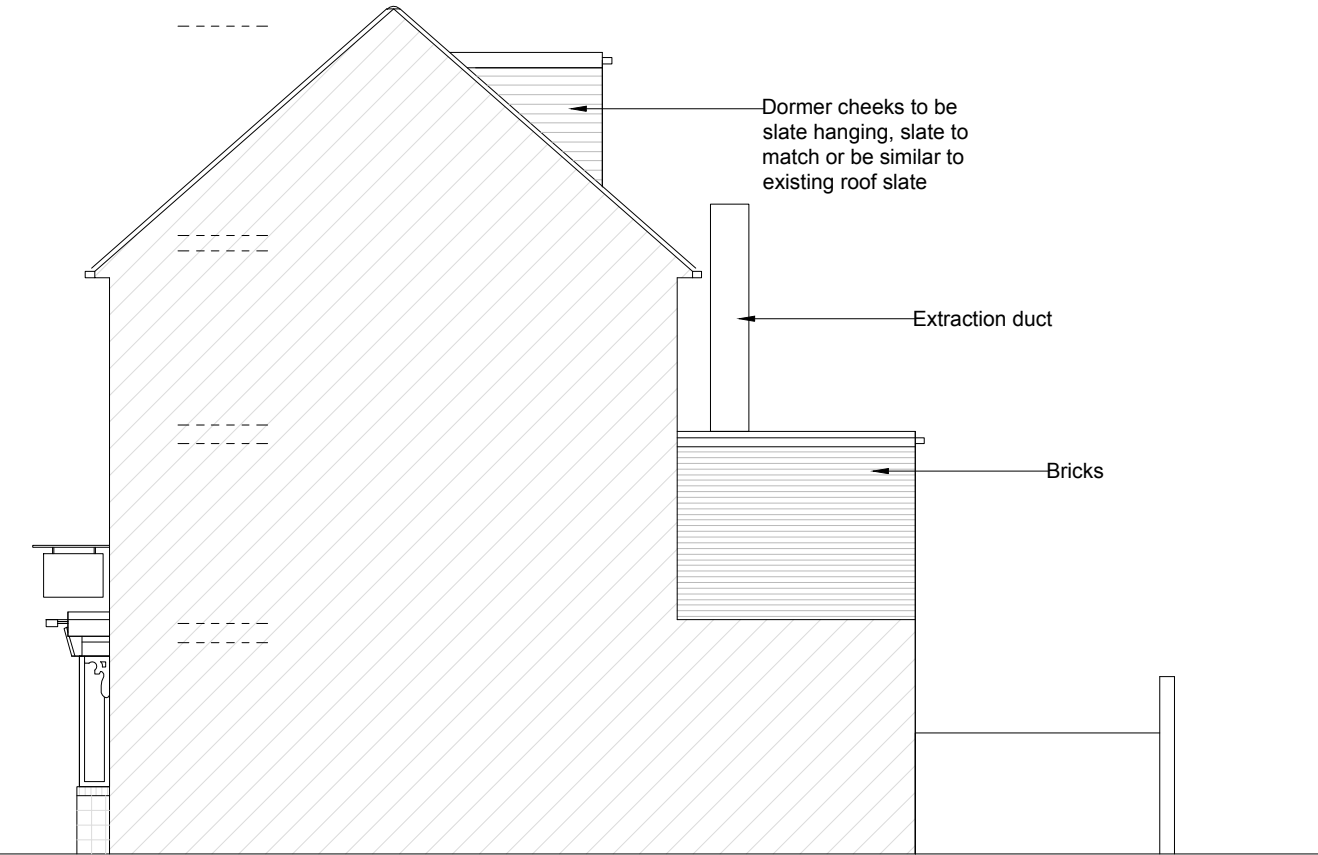 Dormer cheeks to be
slate hanging, slate to
match or be similar to
existing roof slate
Extraction duct
Bricks